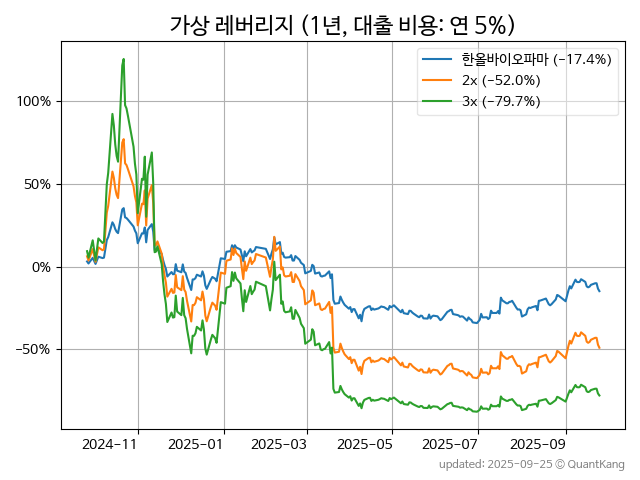 가상 레버리지 (1년, 대출 비용: 연 5%)
한올바이오파마 (−17.4%)
2x (−52.0%)
3x (−79.7%)
100%
50%
0%
−50%
2024-11
2025-01
2025-03
2025-05
2025-07
2025-09
updated: 2025-09-25 © QuantKang